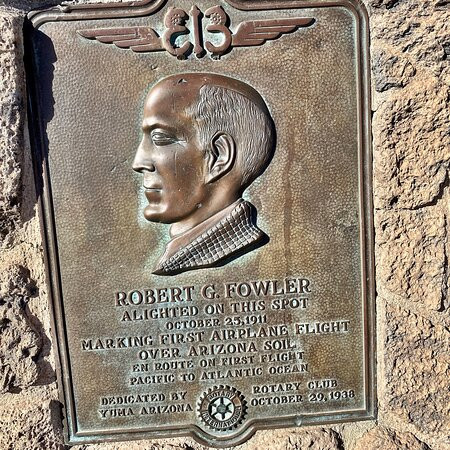 ROBERT G. FOWLER
ALIGHTED ON THIS SPOT
OCTOBER 25, 1911
MARKING FIRST AIRPLANE FLIGHT
OVER ARIZONA SOIL
EN ROUTE ON FIRST FLIGHT
PACIFIC TO ATLANTIC OCEAN
DEDICATED BY ROTARY CLUB
YUMA ARIZONA OCTOBER 29, 1938